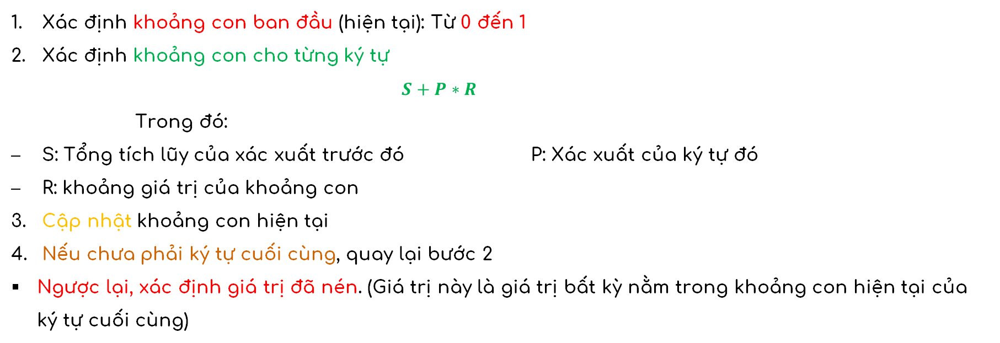 1. Xác định khoảng con ban đầu (hiện tại): Từ 0 đến 1
2. Xác định khoảng con cho từng ký tự
S + P * R
Trong đó:
– S: Tổng tích lũy của xác xuất trước đó P: Xác xuất của ký tự đó
– R: khoảng giá trị của khoảng con
3. Cập nhật khoảng con hiện tại
4. Nếu chưa phải ký tự cuối cùng, quay lại bước 2
▪ Ngược lại, xác định giá trị đã nén. (Giá trị này là giá trị bất kỳ nằm trong khoảng con hiện tại của
ký tự cuối cùng)